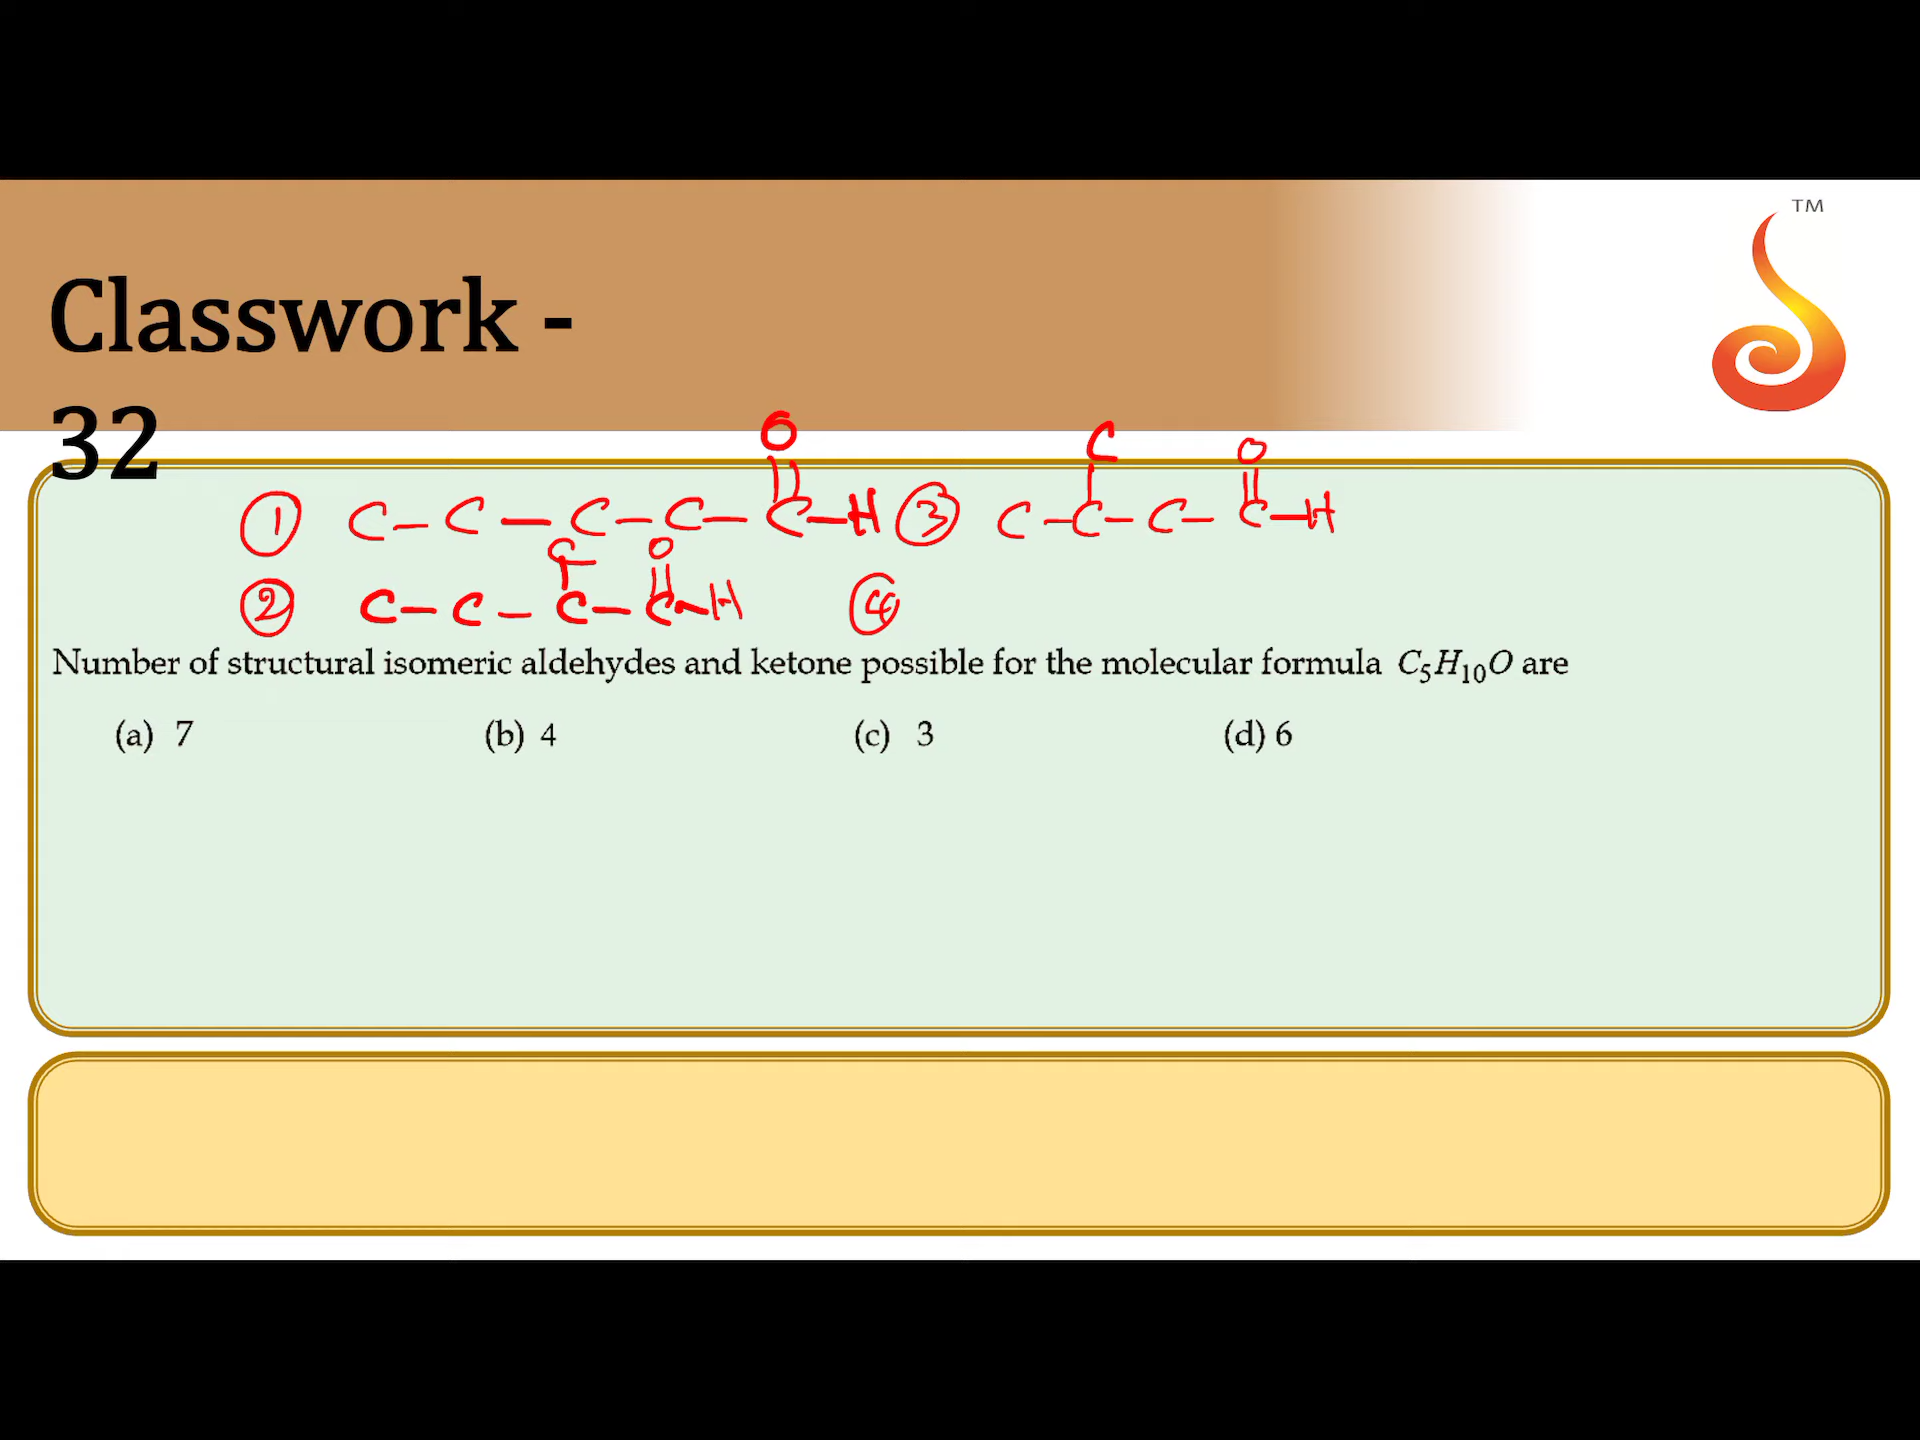 TM
Classwork -
32
O C O
① C – C – C – C – C – H ③ C – C – C – C – H
C O
② C – C – C – C – H ④
Number of structural isomeric aldehydes and ketone possible for the molecular formula C₅H₁₀O are
(a) 7 (b) 4 (c) 3 (d) 6